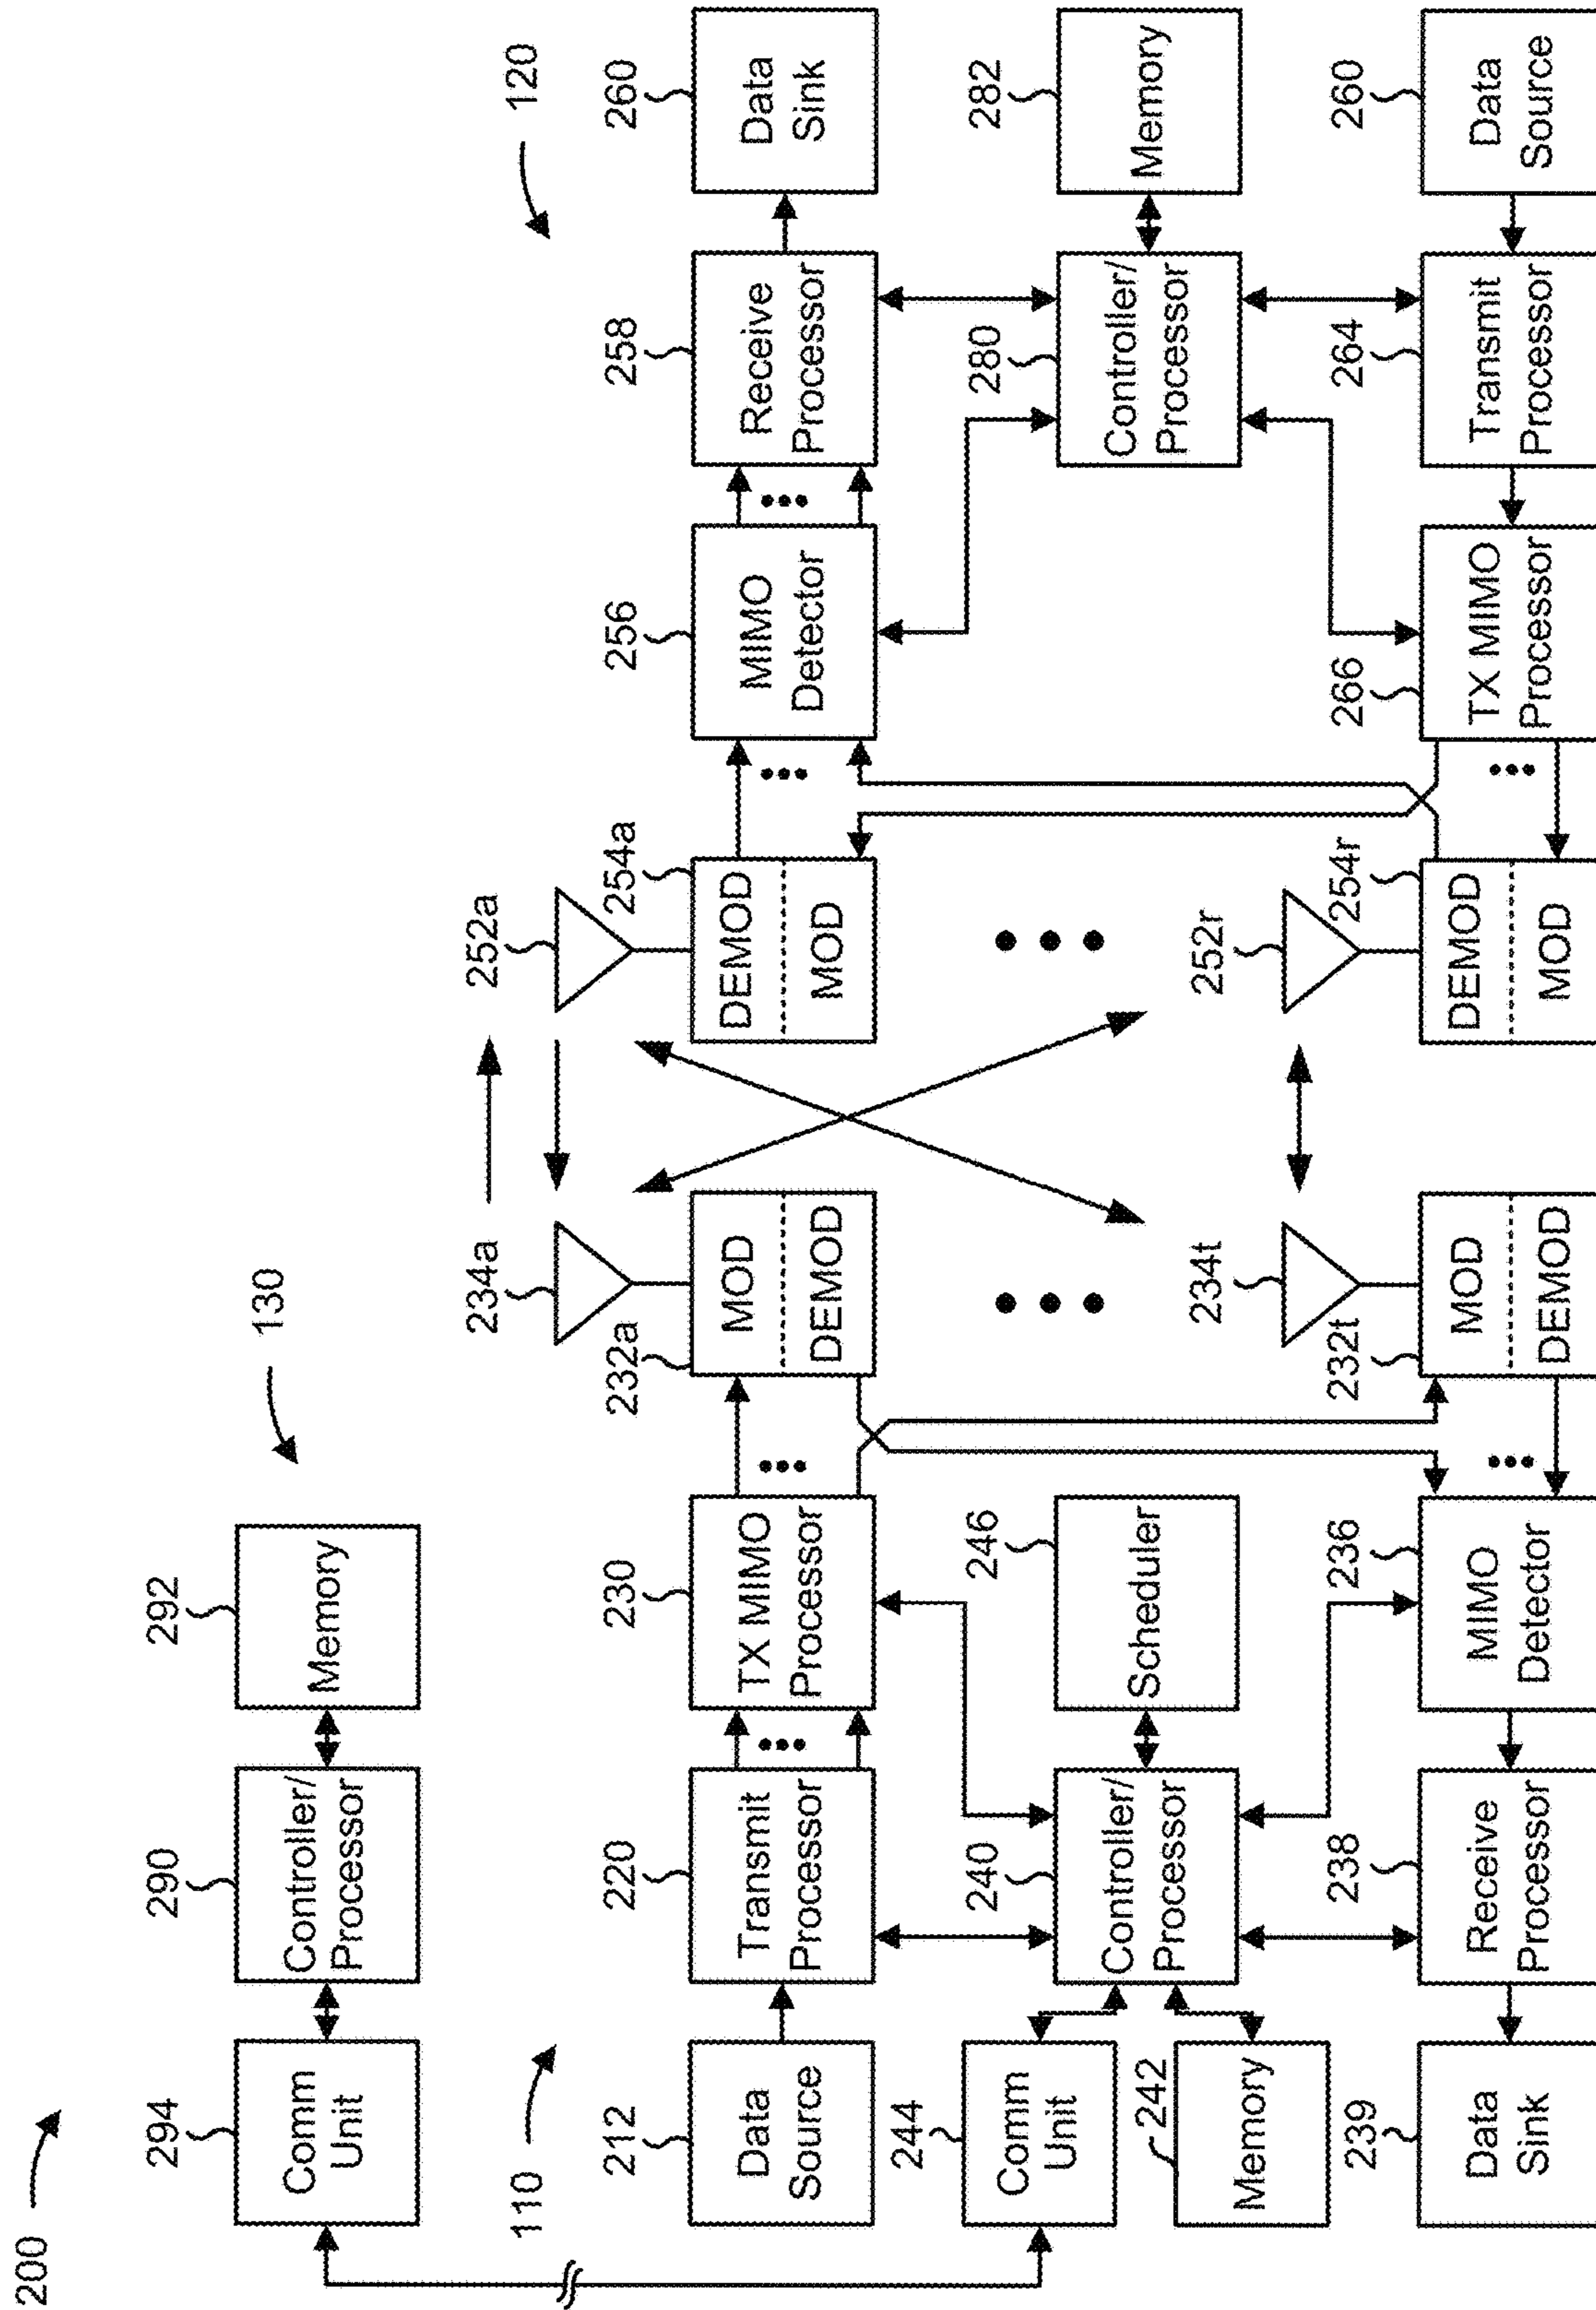 200
294
Comm
Unit
290
Controller/
Processor
292
Memory
130
110
212
Data
Source
220
Transmit
Processor
230
TX MIMO
Processor
232a
MOD
DEMOD
234a
252a
254a
DEMOD
MOD
256
MIMO
Detector
258
Receive
Processor
260
Data
Sink
120
244
Comm
Unit
242
Memory
240
Controller/
Processor
246
Scheduler
280
Controller/
Processor
282
Memory
239
Data
Sink
238
Receive
Processor
236
MIMO
Detector
232t
MOD
DEMOD
234t
252r
254r
DEMOD
MOD
266
TX MIMO
Processor
264
Transmit
Processor
260
Data
Source